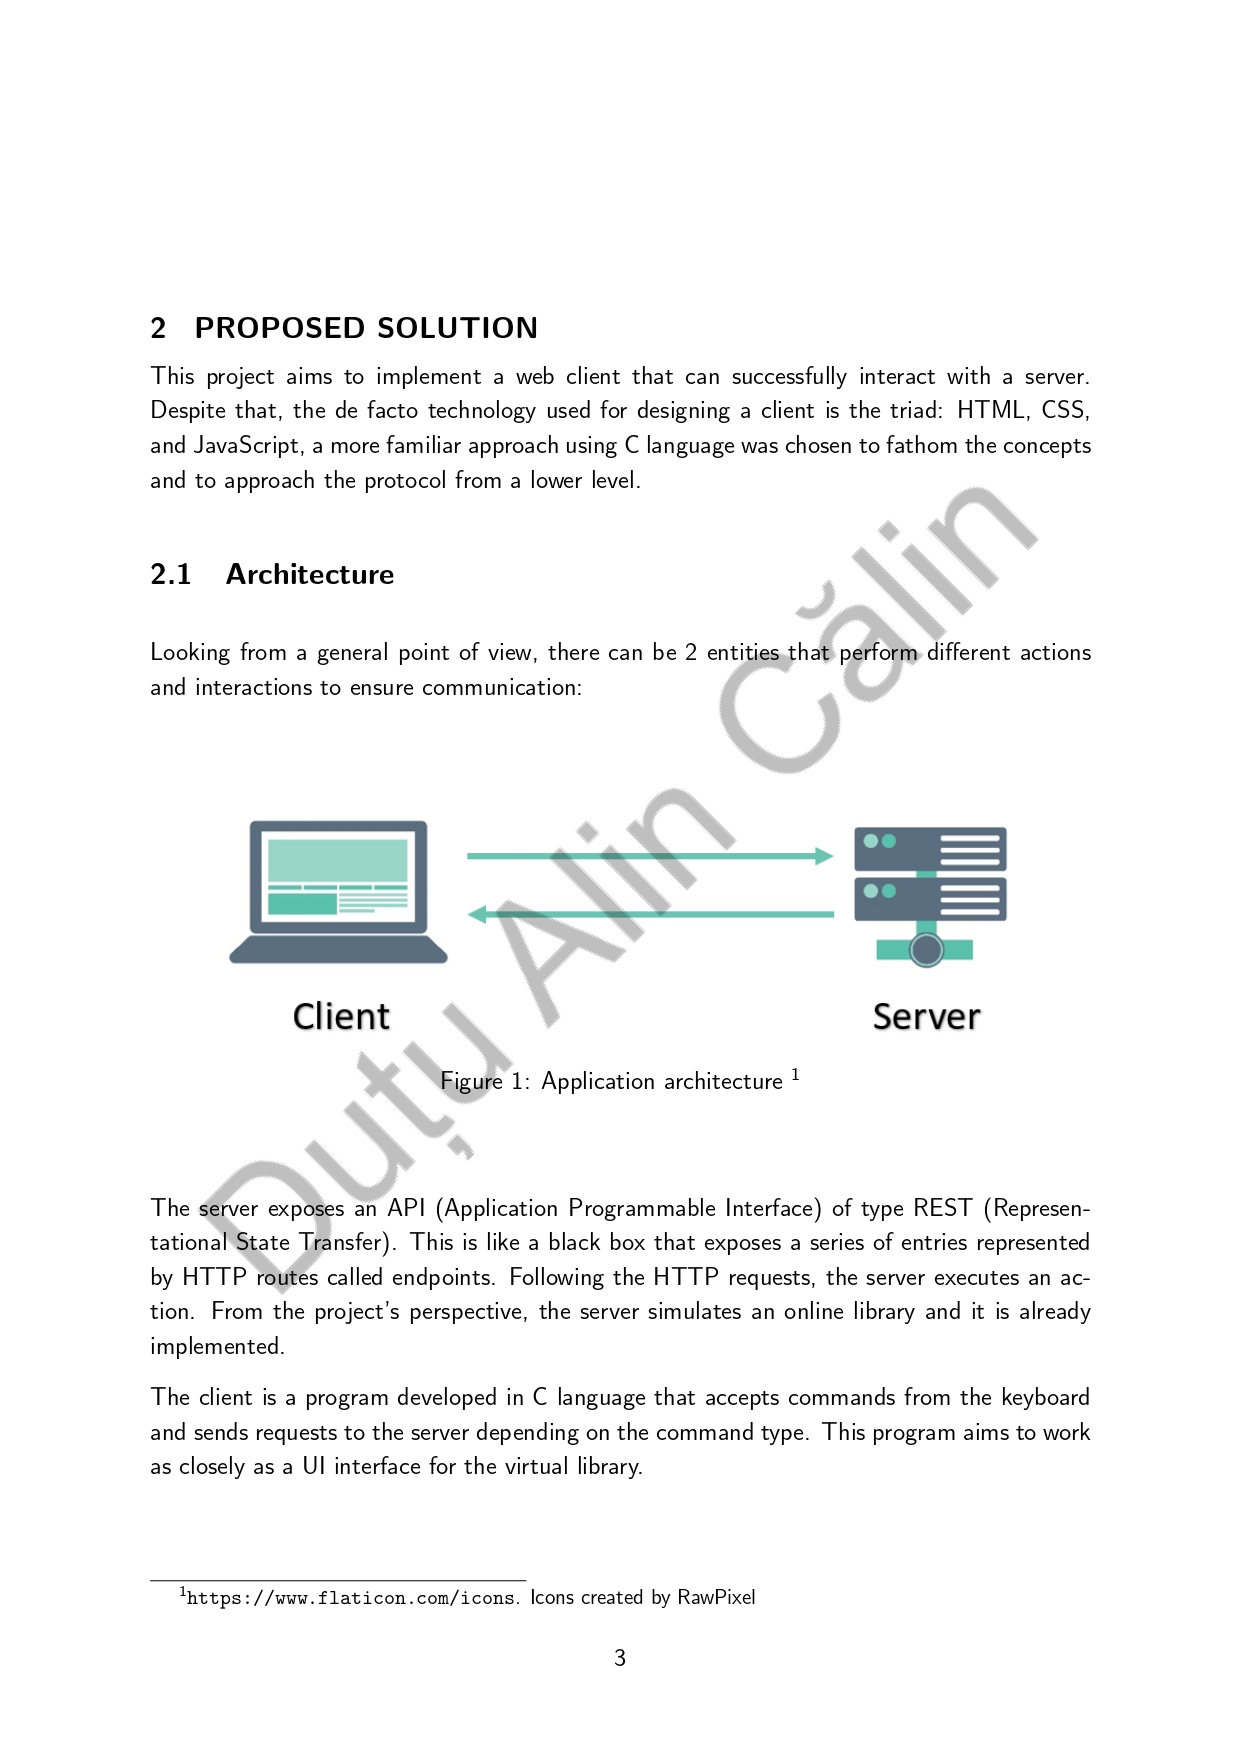 2 PROPOSED SOLUTION
This project aims to implement a web client that can successfully interact with a server.
Despite that, the de facto technology used for designing a client is the triad: HTML, CSS,
and JavaScript, a more familiar approach using C language was chosen to fathom the concepts
and to approach the protocol from a lower level.
2.1 Architecture
Looking from a general point of view, there can be 2 entities that perform different actions
and interactions to ensure communication:
Client
Server
Figure 1: Application architecture 1
The server exposes an API (Application Programmable Interface) of type REST (Represen-
tational State Transfer). This is like a black box that exposes a series of entries represented
by HTTP routes called endpoints. Following the HTTP requests, the server executes an ac-
tion. From the project's perspective, the server simulates an online library and it is already
implemented.
The client is a program developed in C language that accepts commands from the keyboard
and sends requests to the server depending on the command type. This program aims to work
as closely as a UI interface for the virtual library.
1https://www.flaticon.com/icons. Icons created by RawPixel
3
Duțu Alin Călin